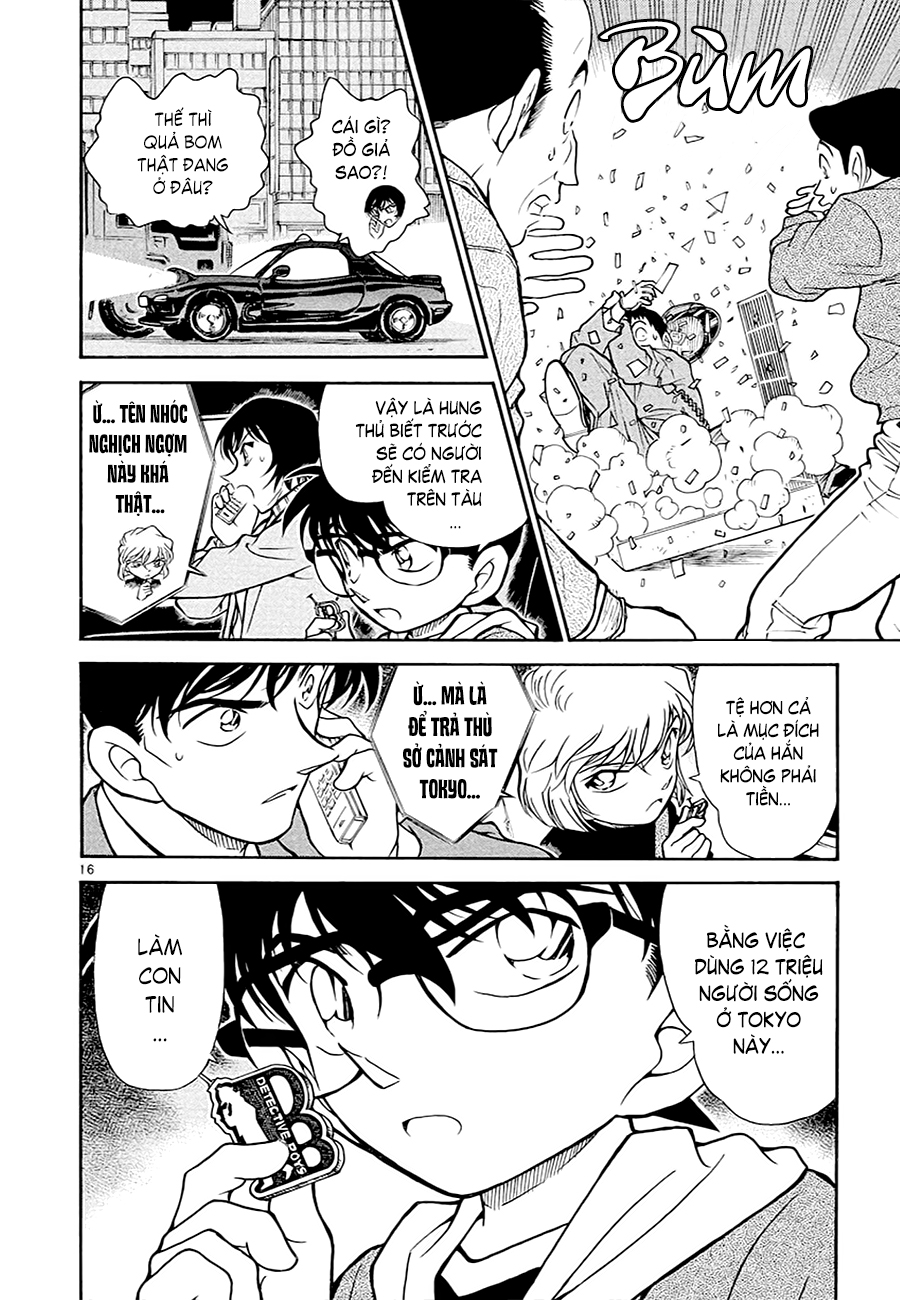 Bùm
CÁI GÌ?
ĐỒ GIẢ
SAO?!
THẾ THÌ
QUẢ BOM
THẬT ĐANG
Ở ĐÂU?
VẬY LÀ HUNG
THỦ BIẾT TRƯỚC
SẼ CÓ NGƯỜI
ĐẾN KIỂM TRA
TRÊN TÀU
...
Ừ... TÊN NHÓC
NGHỊCH NGỢM
NÀY KHÁ
THẬT...
TỆ HƠN CẢ
LÀ MỤC ĐÍCH
CỦA HẮN
KHÔNG PHẢI
TIỀN...
Ừ... MÀ LÀ
ĐỂ TRẢ THÙ
SỞ CẢNH SÁT
TOKYO...
16
BẰNG VIỆC
DÙNG 12 TRIỆU
NGƯỜI SỐNG
Ở TOKYO
NÀY...
LÀM
CON
TIN
...
DETECTIVE BOYS